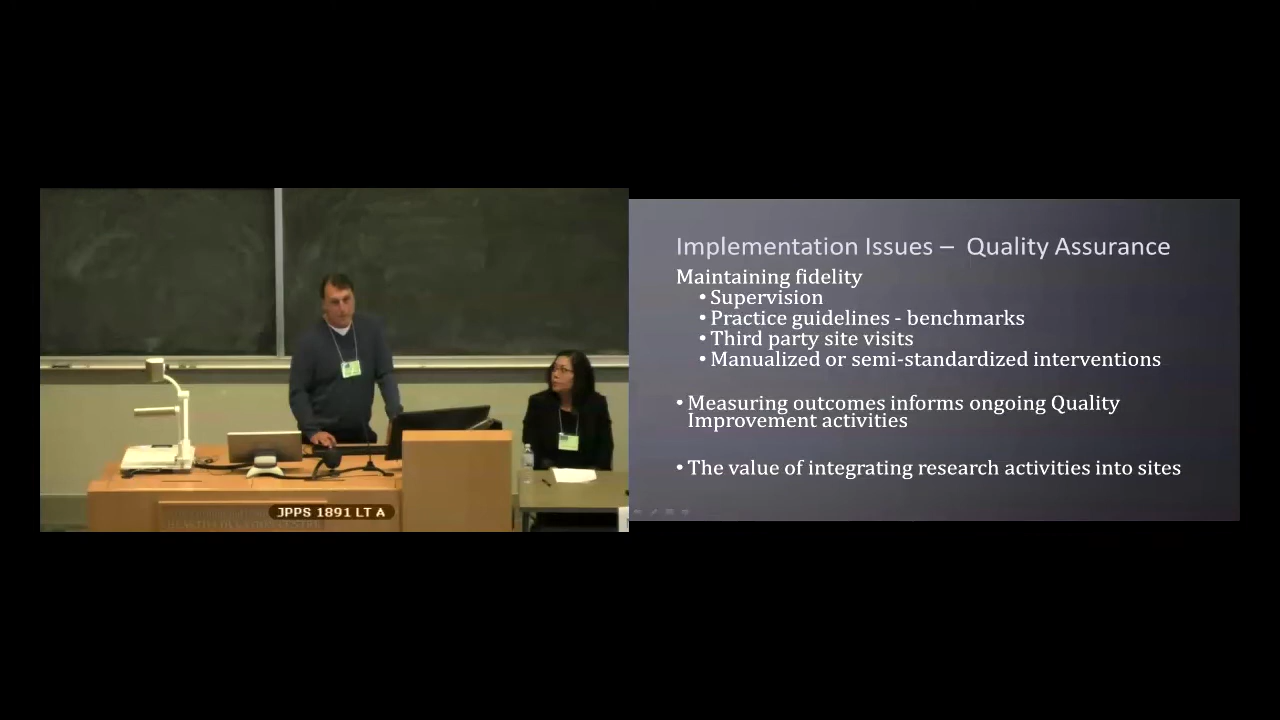 Implementation Issues – Quality Assurance
Maintaining fidelity
• Supervision
• Practice guidelines - benchmarks
• Third party site visits
• Manualized or semi-standardized interventions
• Measuring outcomes informs ongoing Quality
Improvement activities
• The value of integrating research activities into sites
JPPS 1891 LT A